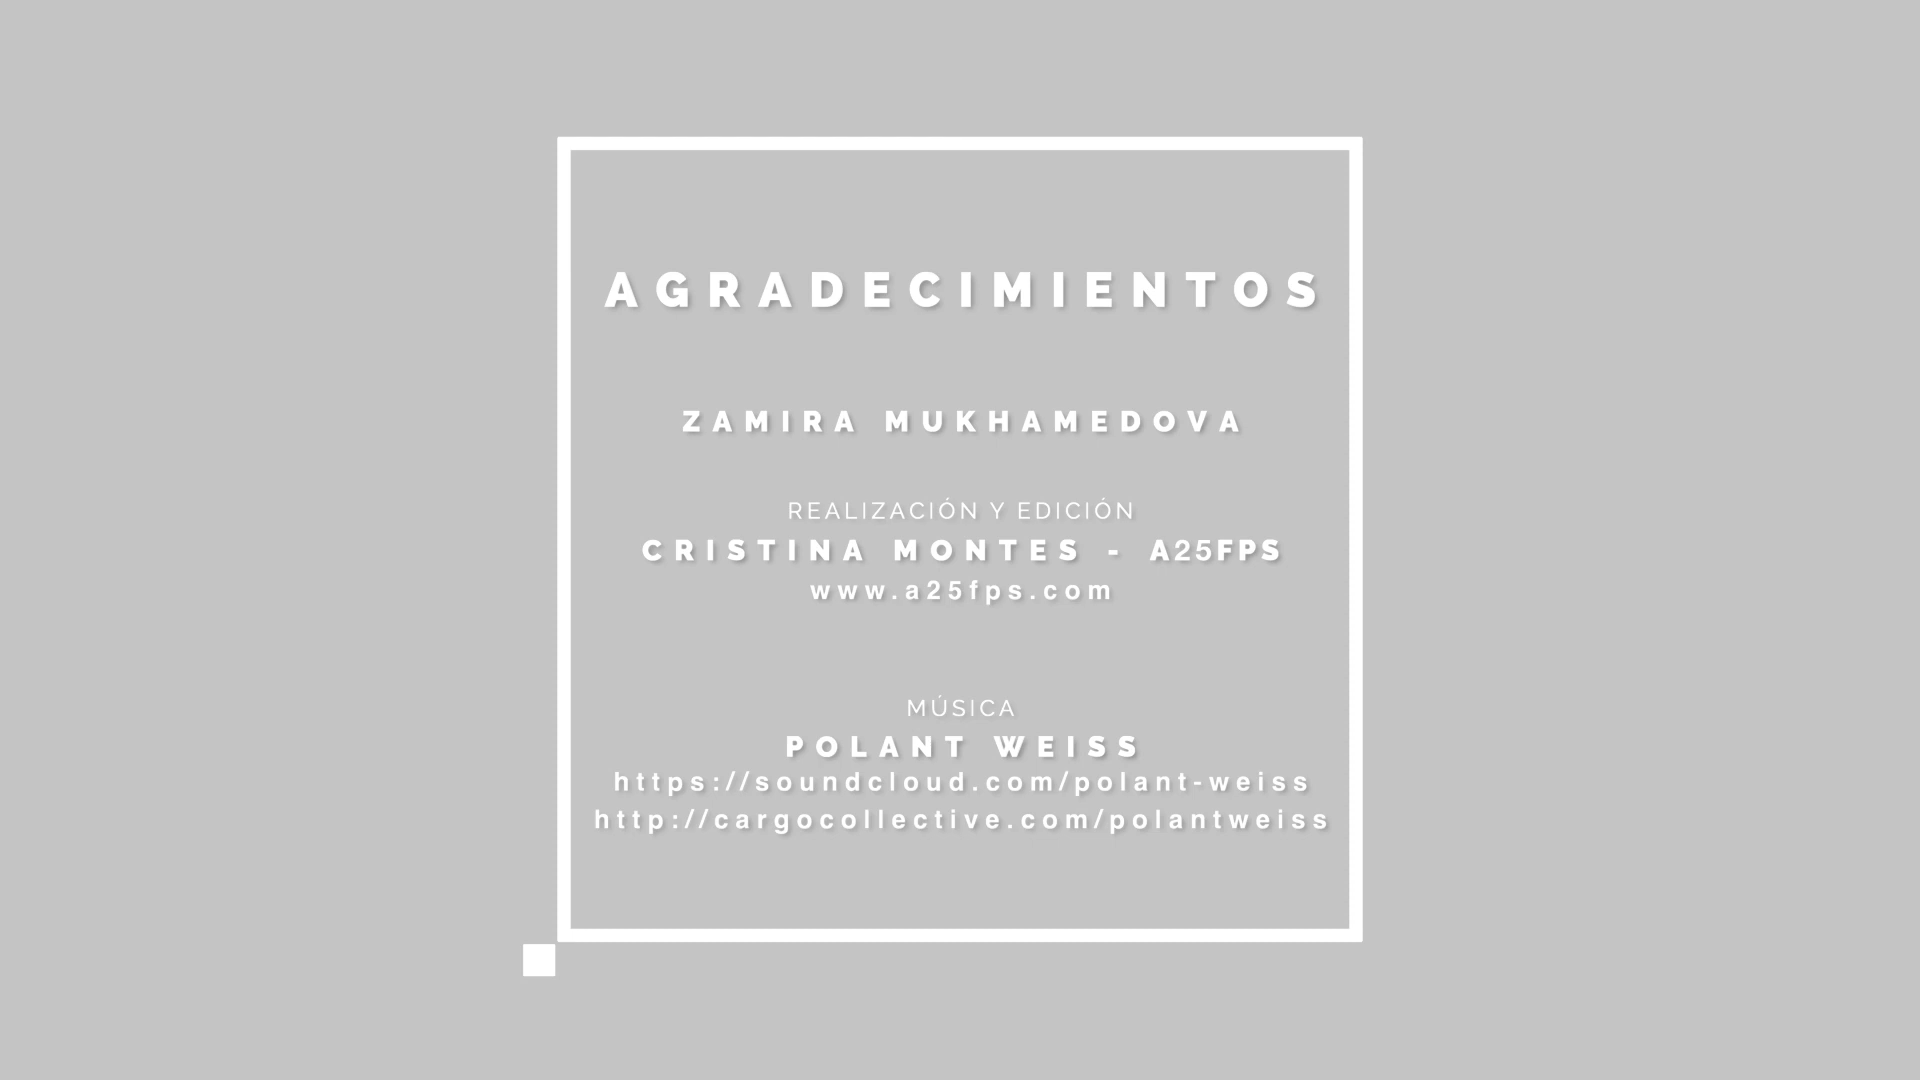 AGRADECIMIENTOS
ZAMIRA MUKHAMEDOVA
REALIZACIÓN Y EDICIÓN
CRISTINA MONTES - A25FPS
www.a25fps.com
MÚSICA
POLANT WEISS
https://soundcloud.com/polant-weiss
http://cargocollective.com/polantweiss